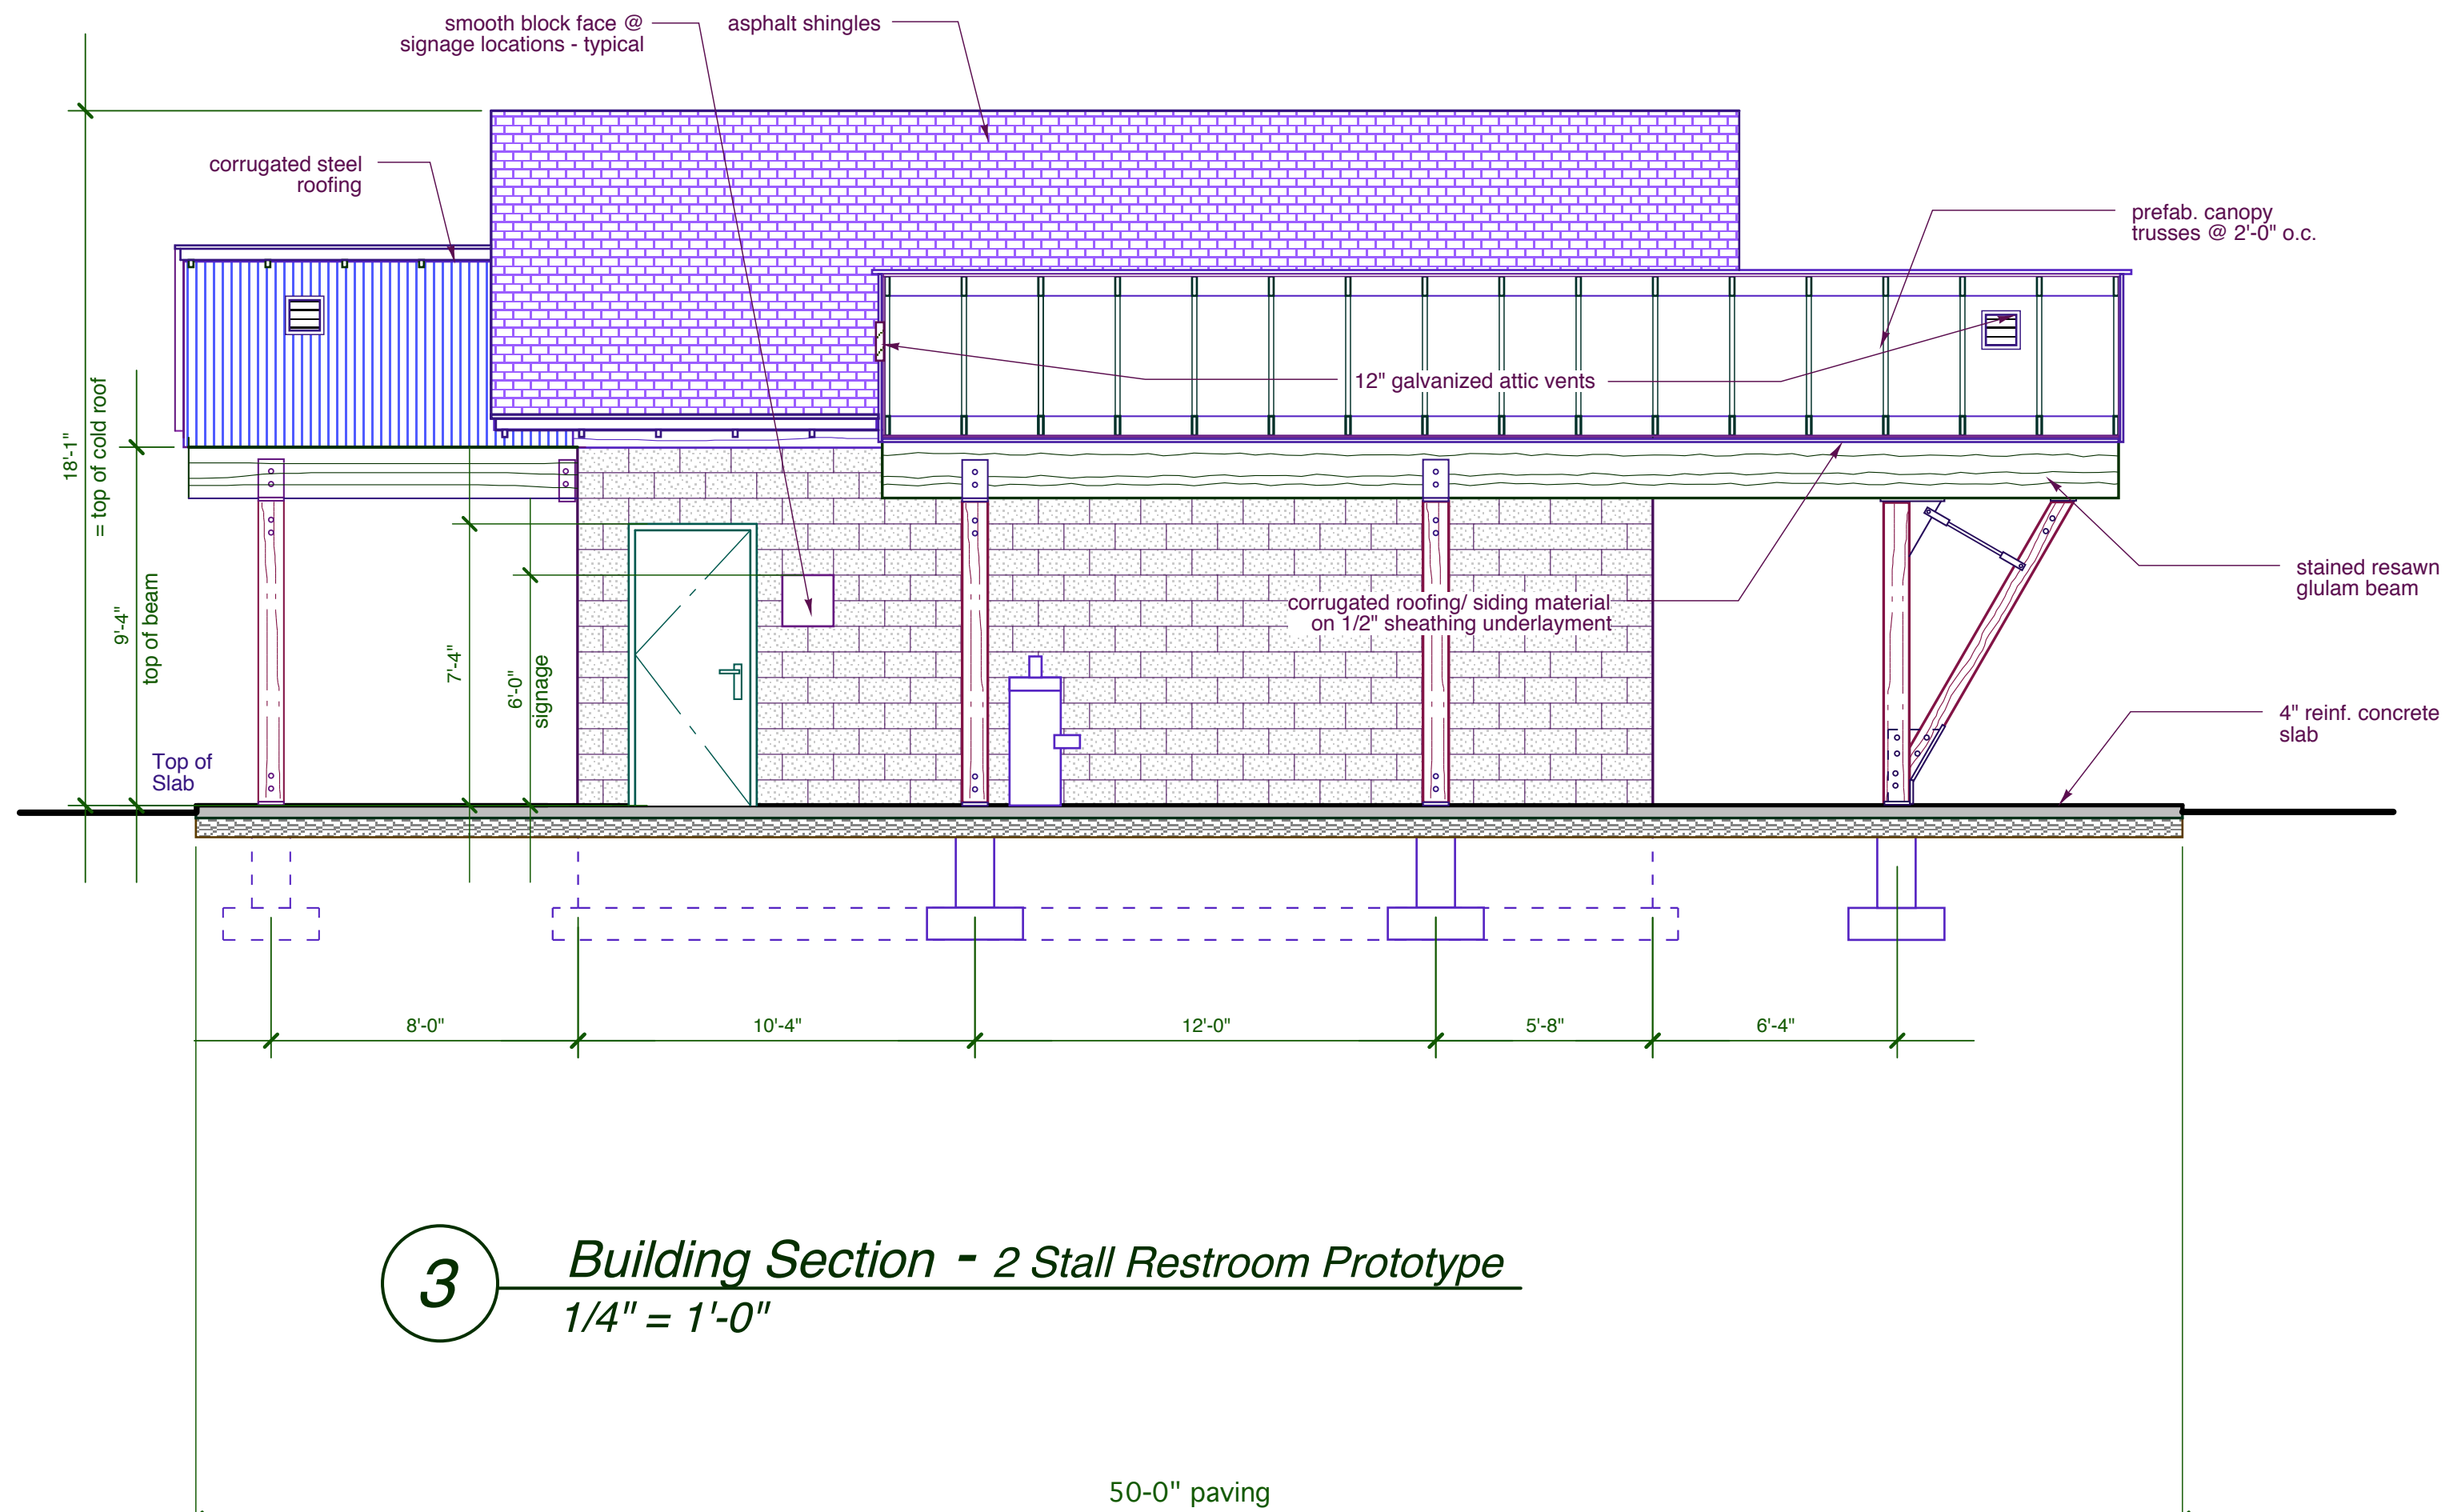 smooth block face @
signage locations - typical
asphalt shingles
corrugated steel
roofing
prefab. canopy
trusses @ 2'-0" o.c.
12" galvanized attic vents
18'-1"
= top of cold roof
9'-4"
top of beam
7'-4"
6'-0"
signage
corrugated roofing/ siding material
on 1/2" sheathing underlayment
stained resawn
glulam beam
4" reinf. concrete
slab
Top of
Slab
8'-0"
10'-4"
12'-0"
5'-8"
6'-4"
3
Building Section - 2 Stall Restroom Prototype
1/4" = 1'-0"
50-0" paving